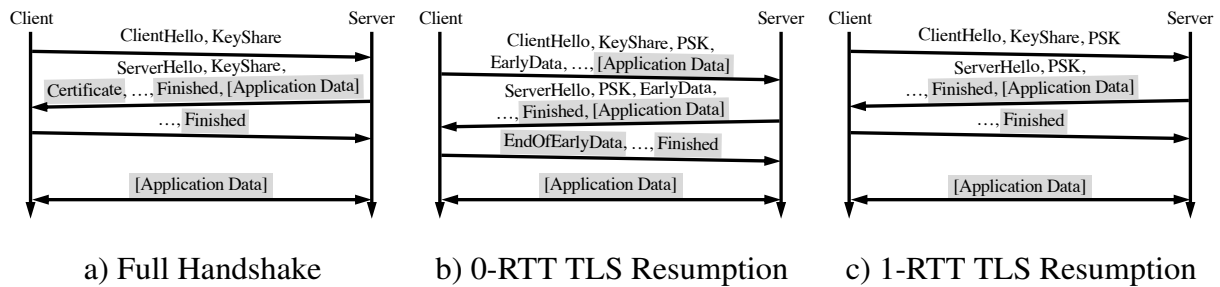 Client Server
ClientHello, KeyShare
ServerHello, KeyShare,
Certificate, …, Finished, [Application Data]
…, Finished
[Application Data]
a) Full Handshake
Client Server
ClientHello, KeyShare, PSK,
EarlyData, …, [Application Data]
ServerHello, PSK, EarlyData,
…, Finished, [Application Data]
EndOfEarlyData, …, Finished
[Application Data]
b) 0-RTT TLS Resumption
Client Server
ClientHello, KeyShare, PSK
ServerHello, PSK,
…, Finished, [Application Data]
…, Finished
[Application Data]
c) 1-RTT TLS Resumption